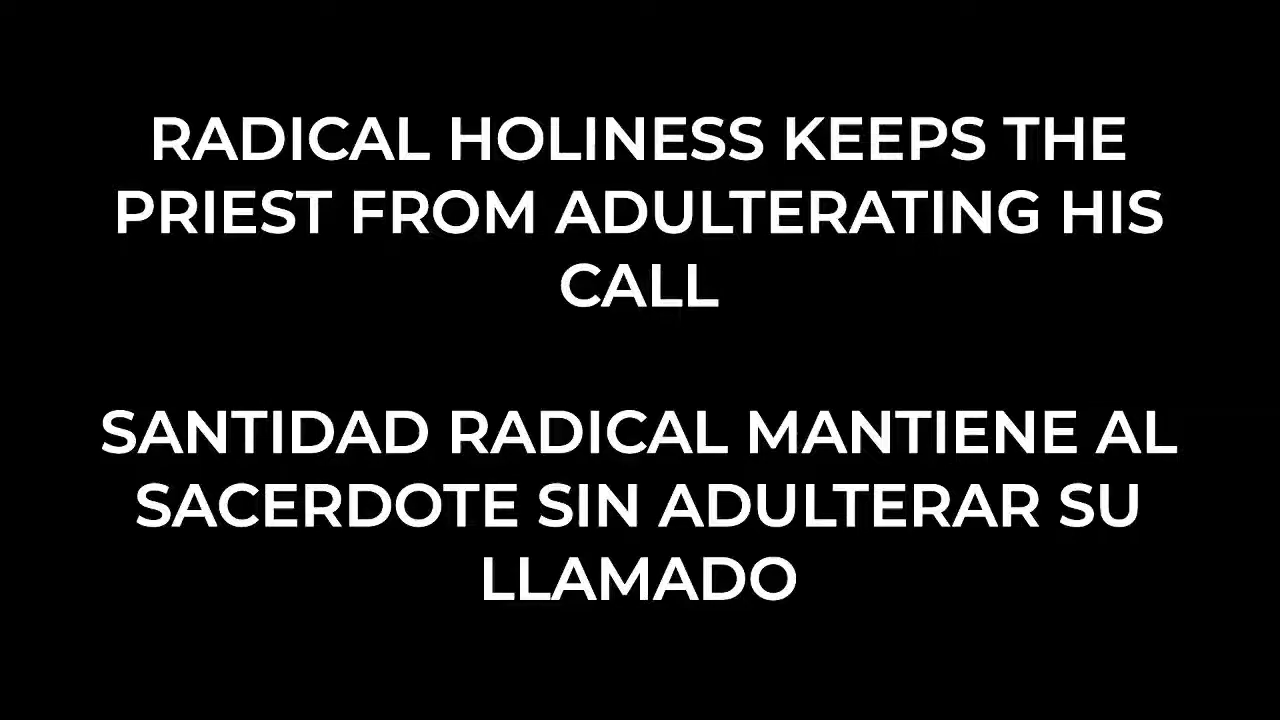 RADICAL HOLINESS KEEPS THE
PRIEST FROM ADULTERATING HIS
CALL
SANTIDAD RADICAL MANTIENE AL
SACERDOTE SIN ADULTERAR SU
LLAMADO